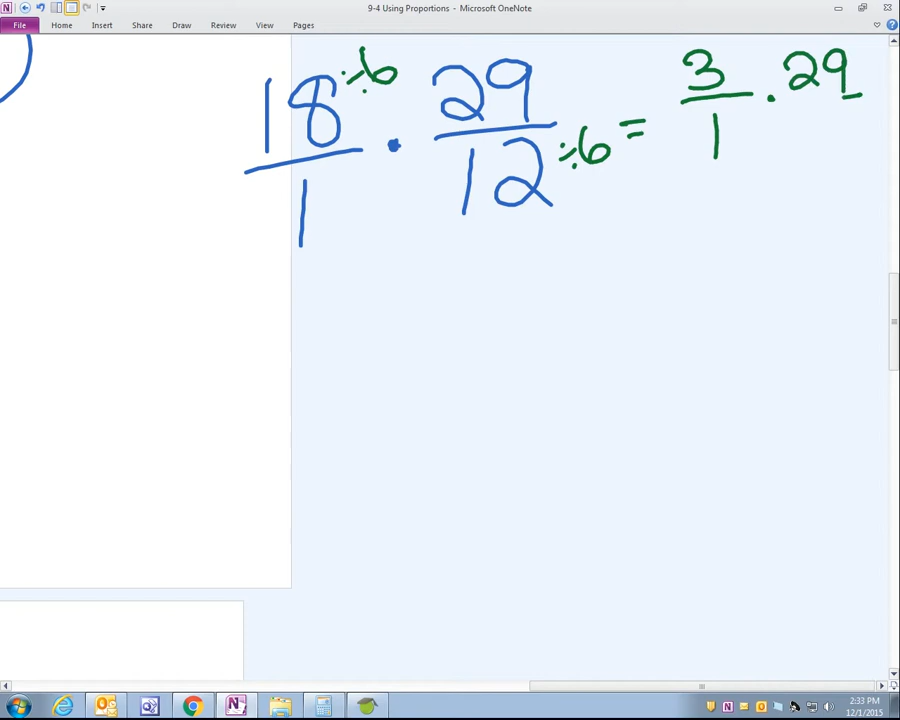 9-4 Using Proportions - Microsoft OneNote
File Home Insert Share Draw Review View Pages
18 ÷6 29 3 . 29
1 · 12 ÷6 = 1
2:33 PM
12/1/2015